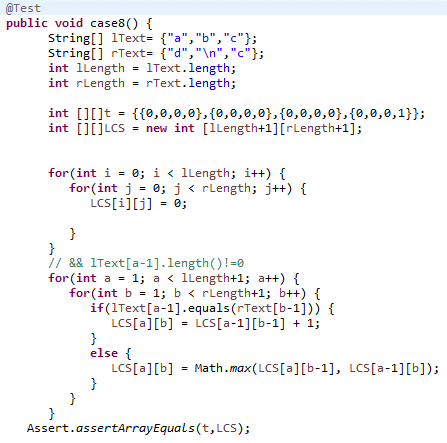 @Test
public void case8() {
String[] lText= {"a","b","c"};
String[] rText= {"d","\n","c"};
int lLength = lText.length;
int rLength = rText.length;
int [][]t = {{0,0,0,0},{0,0,0,0},{0,0,0,0},{0,0,0,1}};
int [][]LCS = new int [lLength+1][rLength+1];
for(int i = 0; i < lLength; i++) {
for(int j = 0; j < rLength; j++) {
LCS[i][j] = 0;
}
}
// && lText[a-1].length()!=0
for(int a = 1; a < lLength+1; a++) {
for(int b = 1; b < rLength+1; b++) {
if(lText[a-1].equals(rText[b-1])) {
LCS[a][b] = LCS[a-1][b-1] + 1;
}
else {
LCS[a][b] = Math.max(LCS[a][b-1], LCS[a-1][b]);
}
}
}
Assert.assertArrayEquals(t,LCS);